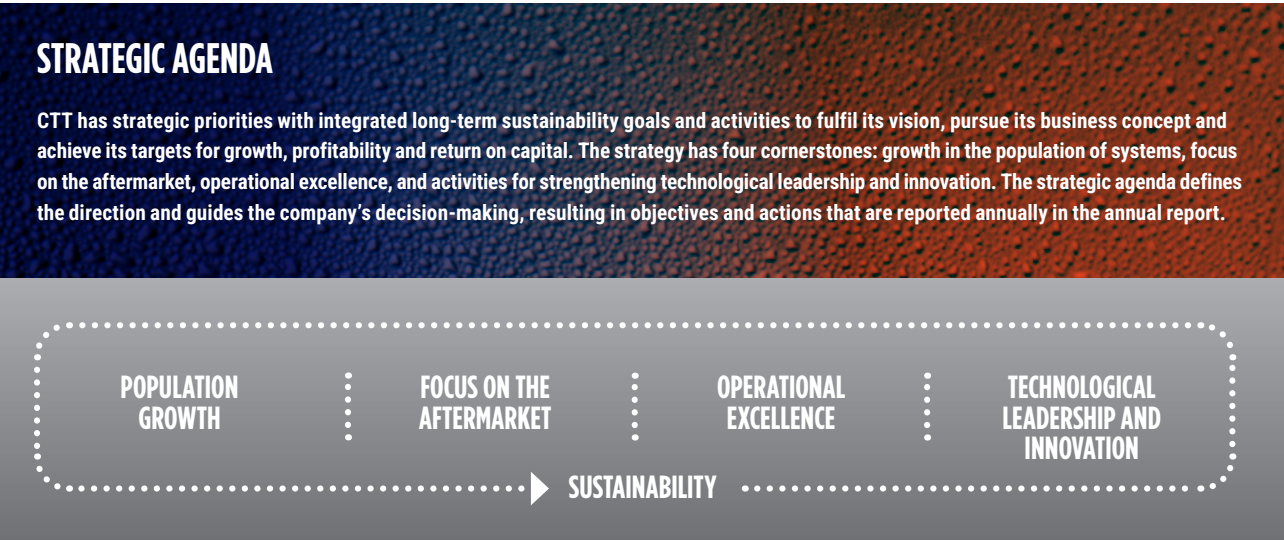 STRATEGIC AGENDA
CTT has strategic priorities with integrated long-term sustainability goals and activities to fulfil its vision, pursue its business concept and
achieve its targets for growth, profitability and return on capital. The strategy has four cornerstones: growth in the population of systems, focus
on the aftermarket, operational excellence, and activities for strengthening technological leadership and innovation. The strategic agenda defines
the direction and guides the company’s decision-making, resulting in objectives and actions that are reported annually in the annual report.
POPULATION
GROWTH
FOCUS ON THE
AFTERMARKET
OPERATIONAL
EXCELLENCE
TECHNOLOGICAL
LEADERSHIP AND
INNOVATION
SUSTAINABILITY